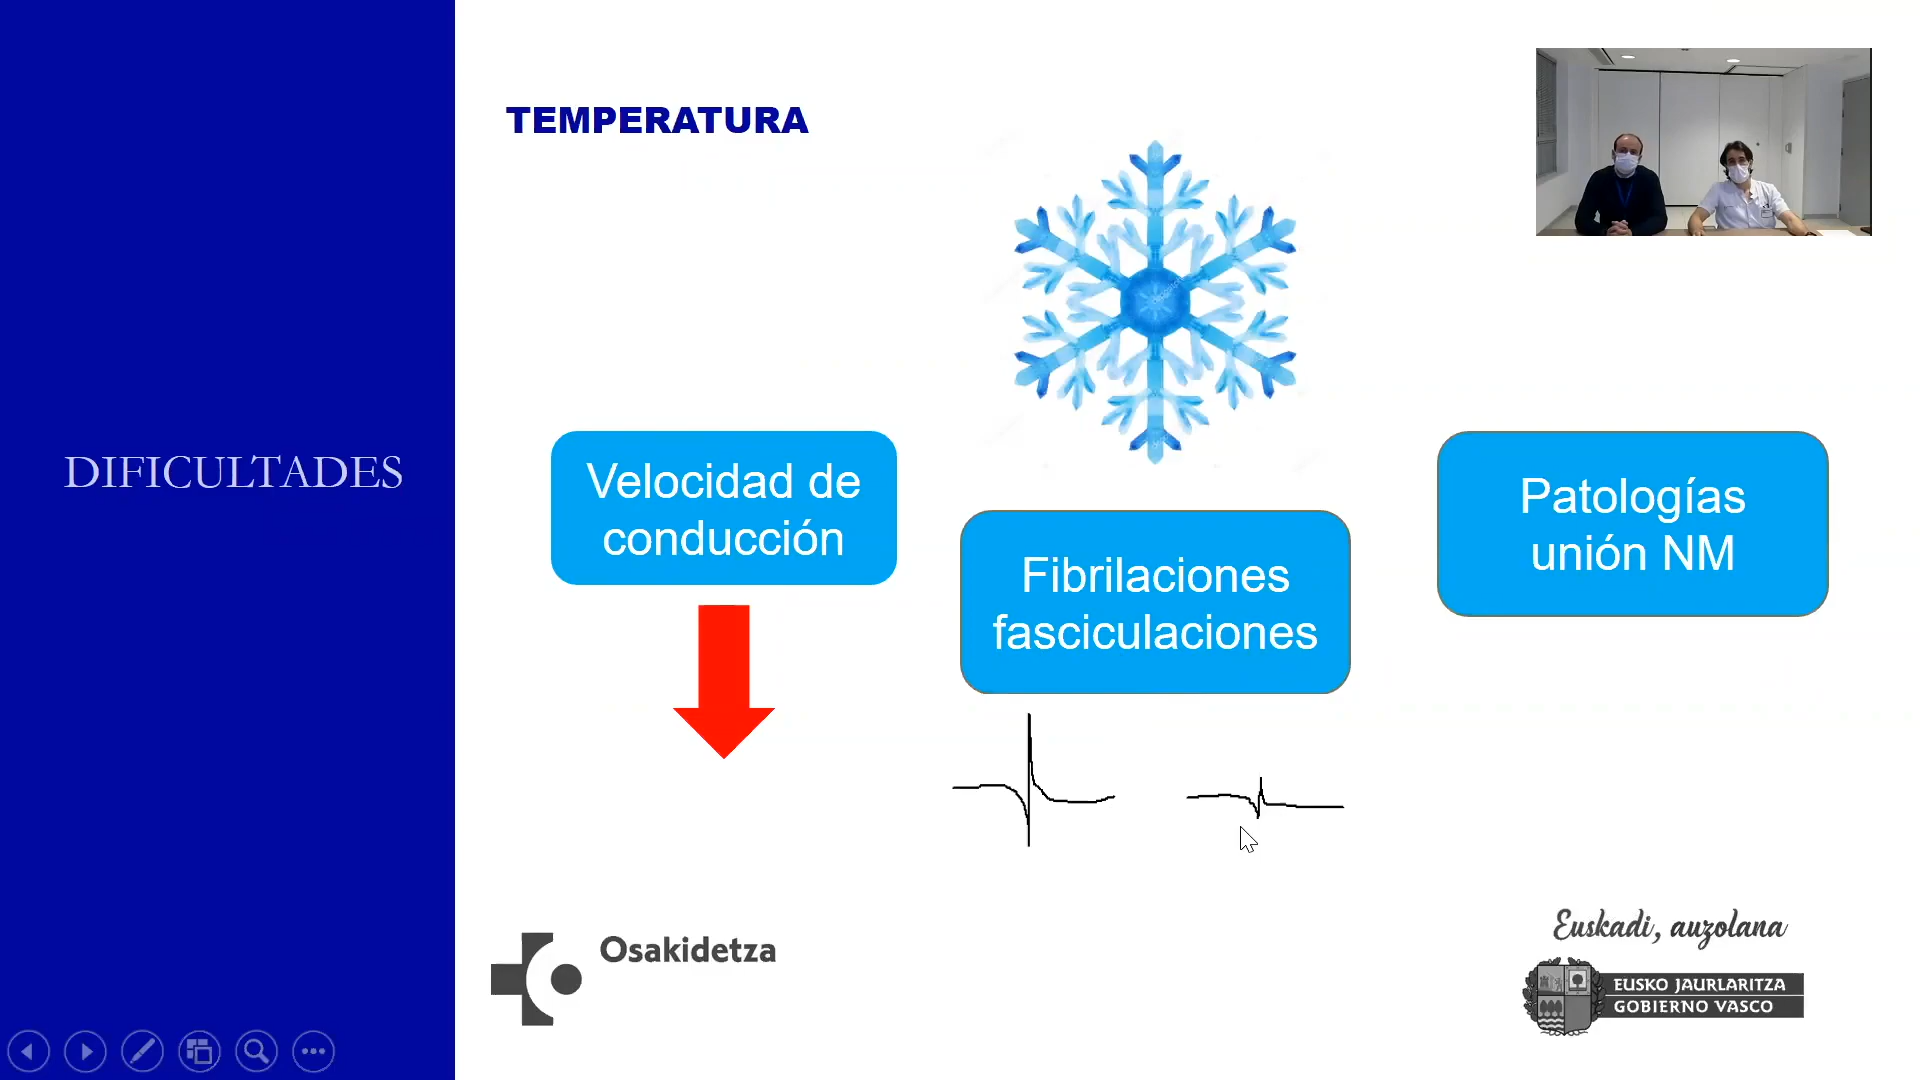 TEMPERATURA
DIFICULTADES
Velocidad de
conducción
Fibrilaciones
fasciculaciones
Patologías
unión NM
Osakidetza
Euskadi, auzolana
EUSKO JAURLARITZA
GOBIERNO VASCO